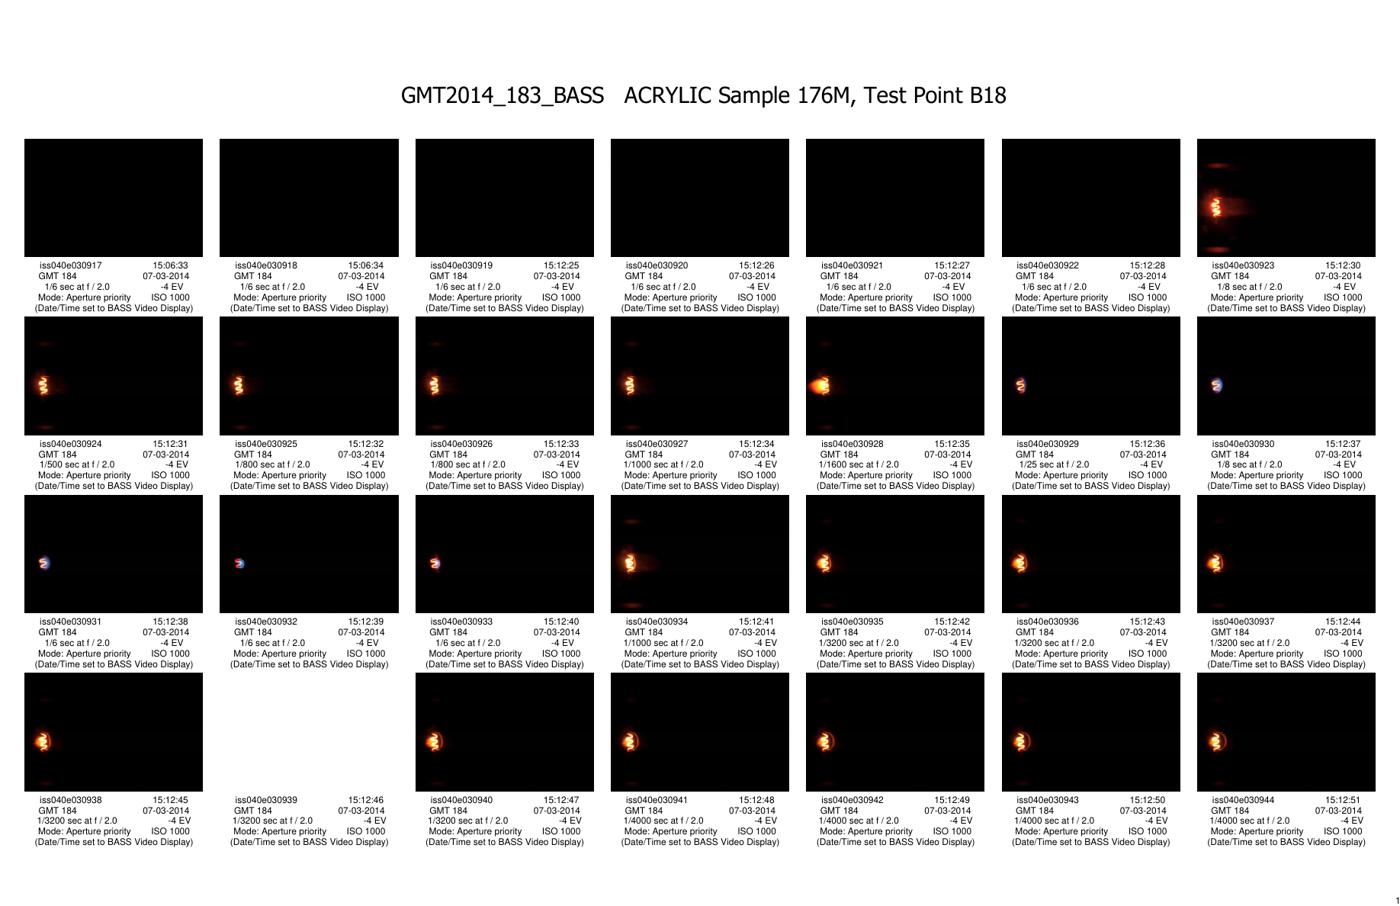 GMT2014_183_BASS ACRYLIC Sample 176M, Test Point B18
iss040e030917 15:06:33
GMT 184 07-03-2014
1/6 sec at f / 2.0 -4 EV
Mode: Aperture priority ISO 1000
(Date/Time set to BASS Video Display)
iss040e030918 15:06:34
GMT 184 07-03-2014
1/6 sec at f / 2.0 -4 EV
Mode: Aperture priority ISO 1000
(Date/Time set to BASS Video Display)
iss040e030919 15:12:25
GMT 184 07-03-2014
1/6 sec at f / 2.0 -4 EV
Mode: Aperture priority ISO 1000
(Date/Time set to BASS Video Display)
iss040e030920 15:12:26
GMT 184 07-03-2014
1/6 sec at f / 2.0 -4 EV
Mode: Aperture priority ISO 1000
(Date/Time set to BASS Video Display)
iss040e030921 15:12:27
GMT 184 07-03-2014
1/6 sec at f / 2.0 -4 EV
Mode: Aperture priority ISO 1000
(Date/Time set to BASS Video Display)
iss040e030922 15:12:28
GMT 184 07-03-2014
1/6 sec at f / 2.0 -4 EV
Mode: Aperture priority ISO 1000
(Date/Time set to BASS Video Display)
iss040e030923 15:12:30
GMT 184 07-03-2014
1/8 sec at f / 2.0 -4 EV
Mode: Aperture priority ISO 1000
(Date/Time set to BASS Video Display)
iss040e030924 15:12:31
GMT 184 07-03-2014
1/500 sec at f / 2.0 -4 EV
Mode: Aperture priority ISO 1000
(Date/Time set to BASS Video Display)
iss040e030925 15:12:32
GMT 184 07-03-2014
1/800 sec at f / 2.0 -4 EV
Mode: Aperture priority ISO 1000
(Date/Time set to BASS Video Display)
iss040e030926 15:12:33
GMT 184 07-03-2014
1/800 sec at f / 2.0 -4 EV
Mode: Aperture priority ISO 1000
(Date/Time set to BASS Video Display)
iss040e030927 15:12:34
GMT 184 07-03-2014
1/1000 sec at f / 2.0 -4 EV
Mode: Aperture priority ISO 1000
(Date/Time set to BASS Video Display)
iss040e030928 15:12:35
GMT 184 07-03-2014
1/1600 sec at f / 2.0 -4 EV
Mode: Aperture priority ISO 1000
(Date/Time set to BASS Video Display)
iss040e030929 15:12:36
GMT 184 07-03-2014
1/25 sec at f / 2.0 -4 EV
Mode: Aperture priority ISO 1000
(Date/Time set to BASS Video Display)
iss040e030930 15:12:37
GMT 184 07-03-2014
1/8 sec at f / 2.0 -4 EV
Mode: Aperture priority ISO 1000
(Date/Time set to BASS Video Display)
iss040e030931 15:12:38
GMT 184 07-03-2014
1/6 sec at f / 2.0 -4 EV
Mode: Aperture priority ISO 1000
(Date/Time set to BASS Video Display)
iss040e030932 15:12:39
GMT 184 07-03-2014
1/6 sec at f / 2.0 -4 EV
Mode: Aperture priority ISO 1000
(Date/Time set to BASS Video Display)
iss040e030933 15:12:40
GMT 184 07-03-2014
1/6 sec at f / 2.0 -4 EV
Mode: Aperture priority ISO 1000
(Date/Time set to BASS Video Display)
iss040e030934 15:12:41
GMT 184 07-03-2014
1/1000 sec at f / 2.0 -4 EV
Mode: Aperture priority ISO 1000
(Date/Time set to BASS Video Display)
iss040e030935 15:12:42
GMT 184 07-03-2014
1/3200 sec at f / 2.0 -4 EV
Mode: Aperture priority ISO 1000
(Date/Time set to BASS Video Display)
iss040e030936 15:12:43
GMT 184 07-03-2014
1/3200 sec at f / 2.0 -4 EV
Mode: Aperture priority ISO 1000
(Date/Time set to BASS Video Display)
iss040e030937 15:12:44
GMT 184 07-03-2014
1/3200 sec at f / 2.0 -4 EV
Mode: Aperture priority ISO 1000
(Date/Time set to BASS Video Display)
iss040e030938 15:12:45
GMT 184 07-03-2014
1/3200 sec at f / 2.0 -4 EV
Mode: Aperture priority ISO 1000
(Date/Time set to BASS Video Display)
iss040e030939 15:12:46
GMT 184 07-03-2014
1/3200 sec at f / 2.0 -4 EV
Mode: Aperture priority ISO 1000
(Date/Time set to BASS Video Display)
iss040e030940 15:12:47
GMT 184 07-03-2014
1/3200 sec at f / 2.0 -4 EV
Mode: Aperture priority ISO 1000
(Date/Time set to BASS Video Display)
iss040e030941 15:12:48
GMT 184 07-03-2014
1/4000 sec at f / 2.0 -4 EV
Mode: Aperture priority ISO 1000
(Date/Time set to BASS Video Display)
iss040e030942 15:12:49
GMT 184 07-03-2014
1/4000 sec at f / 2.0 -4 EV
Mode: Aperture priority ISO 1000
(Date/Time set to BASS Video Display)
iss040e030943 15:12:50
GMT 184 07-03-2014
1/4000 sec at f / 2.0 -4 EV
Mode: Aperture priority ISO 1000
(Date/Time set to BASS Video Display)
iss040e030944 15:12:51
GMT 184 07-03-2014
1/4000 sec at f / 2.0 -4 EV
Mode: Aperture priority ISO 1000
(Date/Time set to BASS Video Display)